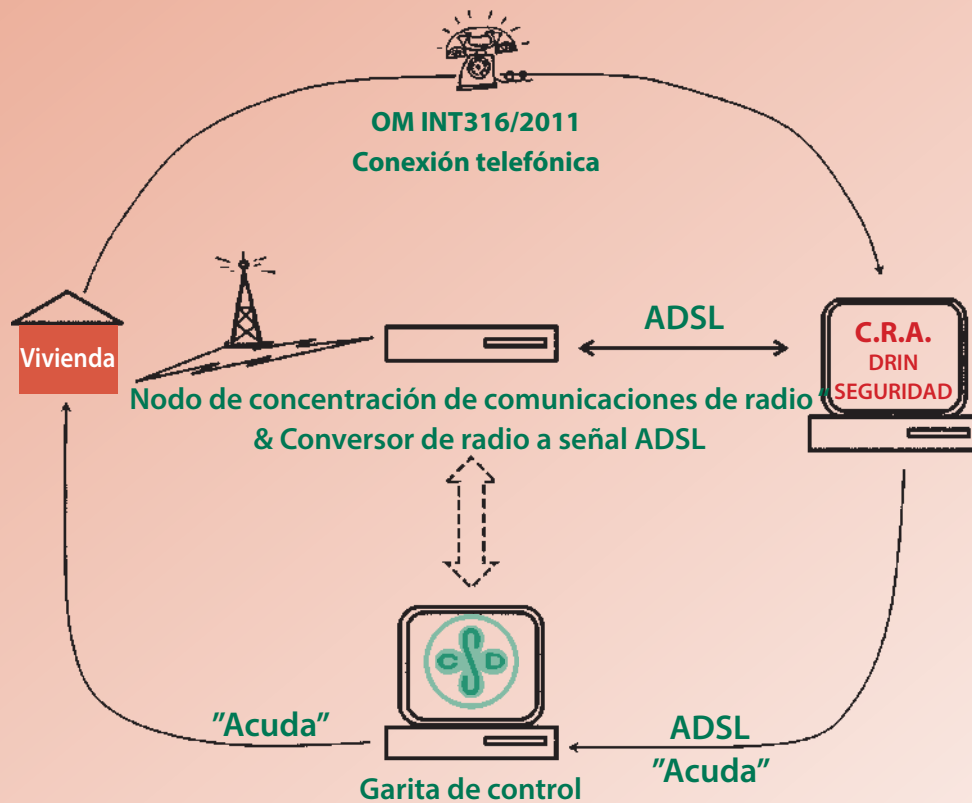 OM INT316/2011
Conexión telefónica
ADSL
Vivienda
C.R.A.
DRIN
SEGURIDAD
Nodo de concentración de comunicaciones de radio "
& Conversor de radio a señal ADSL
C D
"Acuda"
ADSL
"Acuda"
Garita de control